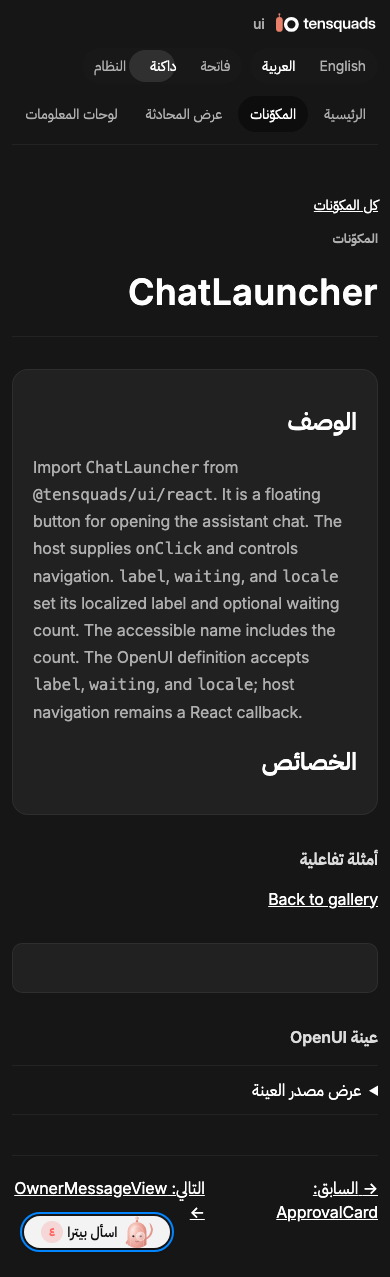 tensquads ui
English العربية فاتحة داكنة النظام
الرئيسية المكوّنات عرض المحادثة لوحات المعلومات
كل المكوّنات
المكوّنات
ChatLauncher
الوصف
Import ChatLauncher from
@tensquads/ui/react. It is a floating
button for opening the assistant chat. The
host supplies onClick and controls
navigation. label, waiting, and locale
set its localized label and optional waiting
count. The accessible name includes the
count. The OpenUI definition accepts
label, waiting, and locale; host
navigation remains a React callback.
الخصائص
أمثلة تفاعلية
Back to gallery
عينة OpenUI
عرض مصدر العينة
→ السابق:
ApprovalCard
التالي: OwnerMessageView
←
اسأل بيترا ٤